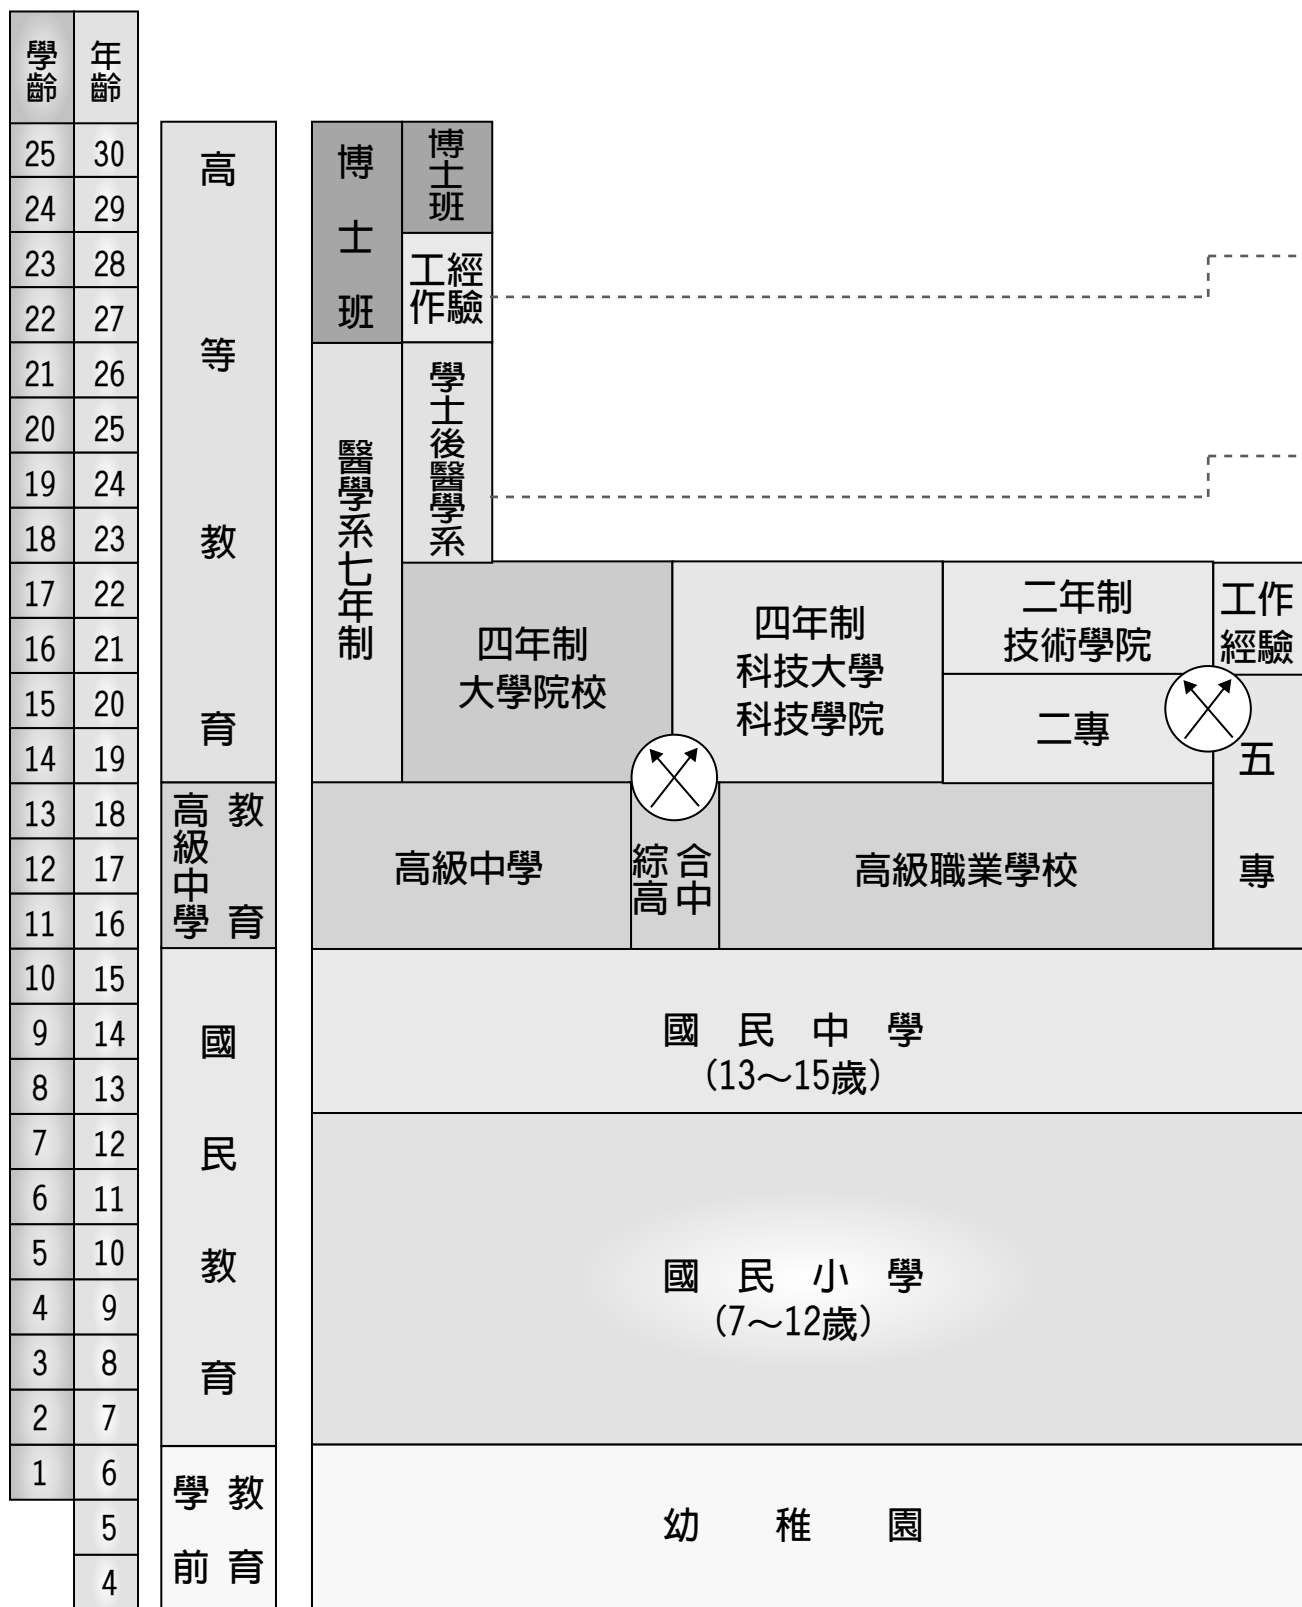 學齡
年齡
25 30
24 29
23 28
22 27
21 26
20 25
19 24
18 23
17 22
16 21
15 20
14 19
13 18
12 17
11 16
10 15
9 14
8 13
7 12
6 11
5 10
4 9
3 8
2 7
1 6
5
4
高等教育
高級中學教育
國民教育
學前教育
博士班
博士班
工作經驗
醫學系七年制
學士後醫學系
四年制
大學院校
四年制
科技大學
科技學院
二年制
技術學院
二專
工作
經驗
五專
高級中學
綜合
高中
高級職業學校
國民中學
(13～15歲)
國民小學
(7～12歲)
幼稚園